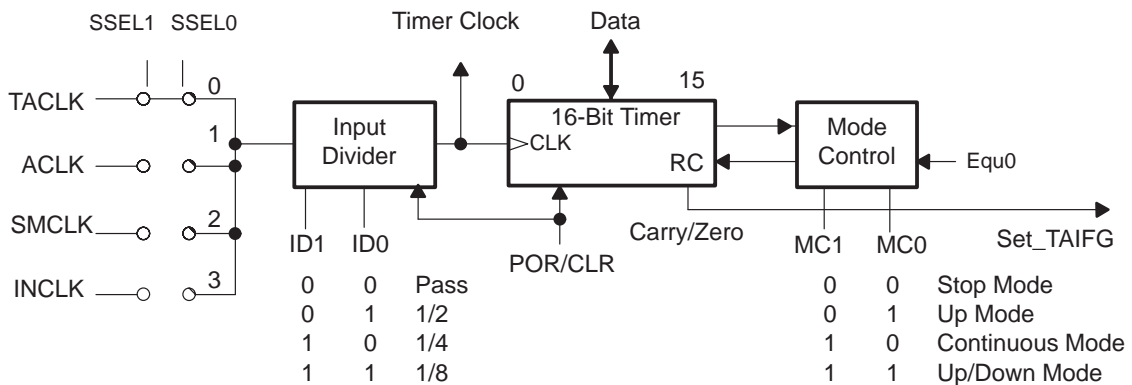 SSEL1 SSEL0 Timer Clock Data
0 0 15
TACLK
1 Input Divider 16-Bit Timer Mode Control
CLK
ACLK RC Equ0
2
SMCLK ID1 ID0 Carry/Zero MC1 MC0 Set_TAIFG
POR/CLR
3
INCLK
0 0 Pass 0 0 Stop Mode
0 1 1/2 0 1 Up Mode
1 0 1/4 1 0 Continuous Mode
1 1 1/8 1 1 Up/Down Mode